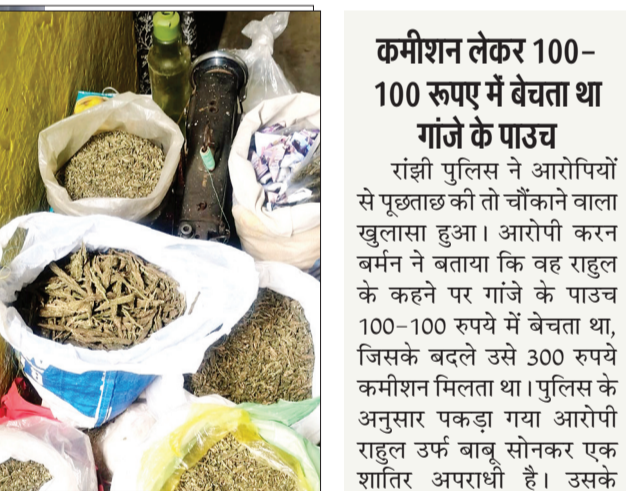 कमीशन लेकर 100-
100 रूपए में बेचता था
गांजे के पाउच
रांझी पुलिस ने आरोपियों
से पूछताछ की तो चौंकाने वाला
खुलासा हुआ। आरोपी करन
बर्मन ने बताया कि वह राहुल
के कहने पर गांजे के पाउच
100-100 रुपये में बेचता था,
जिसके बदले उसे 300 रुपये
कमीशन मिलता था। पुलिस के
अनुसार पकड़ा गया आरोपी
राहुल उर्फ बाबू सोनकर एक
शातिर अपराधी है। उसके